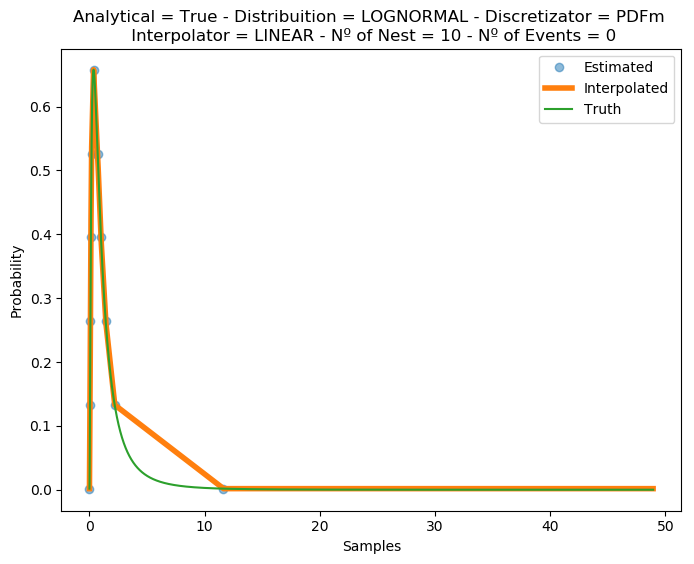 Analytical = True - Distribuition = LOGNORMAL - Discretizator = PDFm
Interpolator = LINEAR - Nº of Nest = 10 - Nº of Events = 0
Estimated
Interpolated
Truth
Probability
0.6
0.5
0.4
0.3
0.2
0.1
0.0
0 10 20 30 40 50
Samples